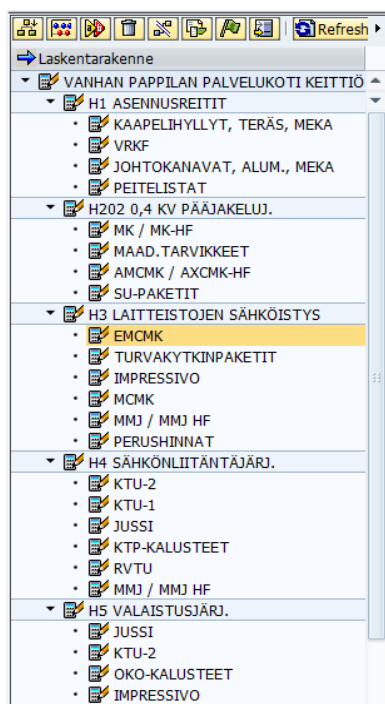 Refresh
Laskentarakenne
VANHAN PAPPILAN PALVELUKOTI KEITTIÖ
H1 ASENNUSREITIT
KAAPELIHYLLYT, TERÄS, MEKA
VRKF
JOHTOKANAVAT, ALUM., MEKA
PEITELISTAT
H202 0,4 KV PÄÄJAKELUJ.
MK / MK-HF
MAAD.TARVIKKEET
AMCMK / AXCMK-HF
SU-PAKETIT
H3 LAITTEISTOJEN SÄHKÖISTYS
EMCMK
TURVAKYTKINPAKETIT
IMPRESSIVO
MCMK
MMJ / MMJ HF
PERUSHINNAT
H4 SÄHKÖNLIITÄNTÄJÄRJ.
KTU-2
KTU-1
JUSSI
KTP-KALUSTEET
RVTU
MMJ / MMJ HF
H5 VALAISTUSJÄRJ.
JUSSI
KTU-2
OKO-KALUSTEET
IMPRESSIVO